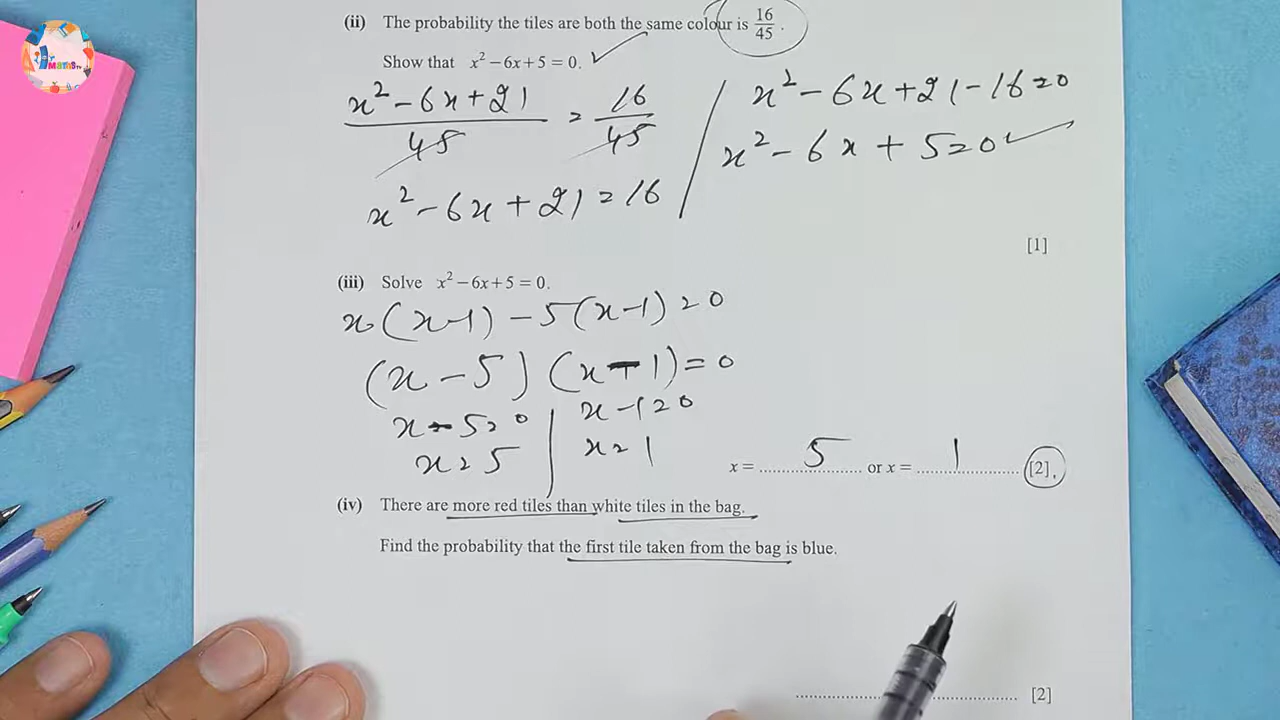 (ii) The probability the tiles are both the same colour is 16/45.
Show that x² − 6x + 5 = 0.
x² − 6x + 21 / 45 = 16 / 45
x² − 6x + 21 = 16
x² − 6x + 21 − 16 = 0
x² − 6x + 5 = 0
[1]
(iii) Solve x² − 6x + 5 = 0.
x(x−1) − 5(x−1) = 0
(x − 5) (x − 1) = 0
x − 5 = 0
x = 5
x − 1 = 0
x = 1
x = 5 or x = 1 [2]
(iv) There are more red tiles than white tiles in the bag.
Find the probability that the first tile taken from the bag is blue.
[2]